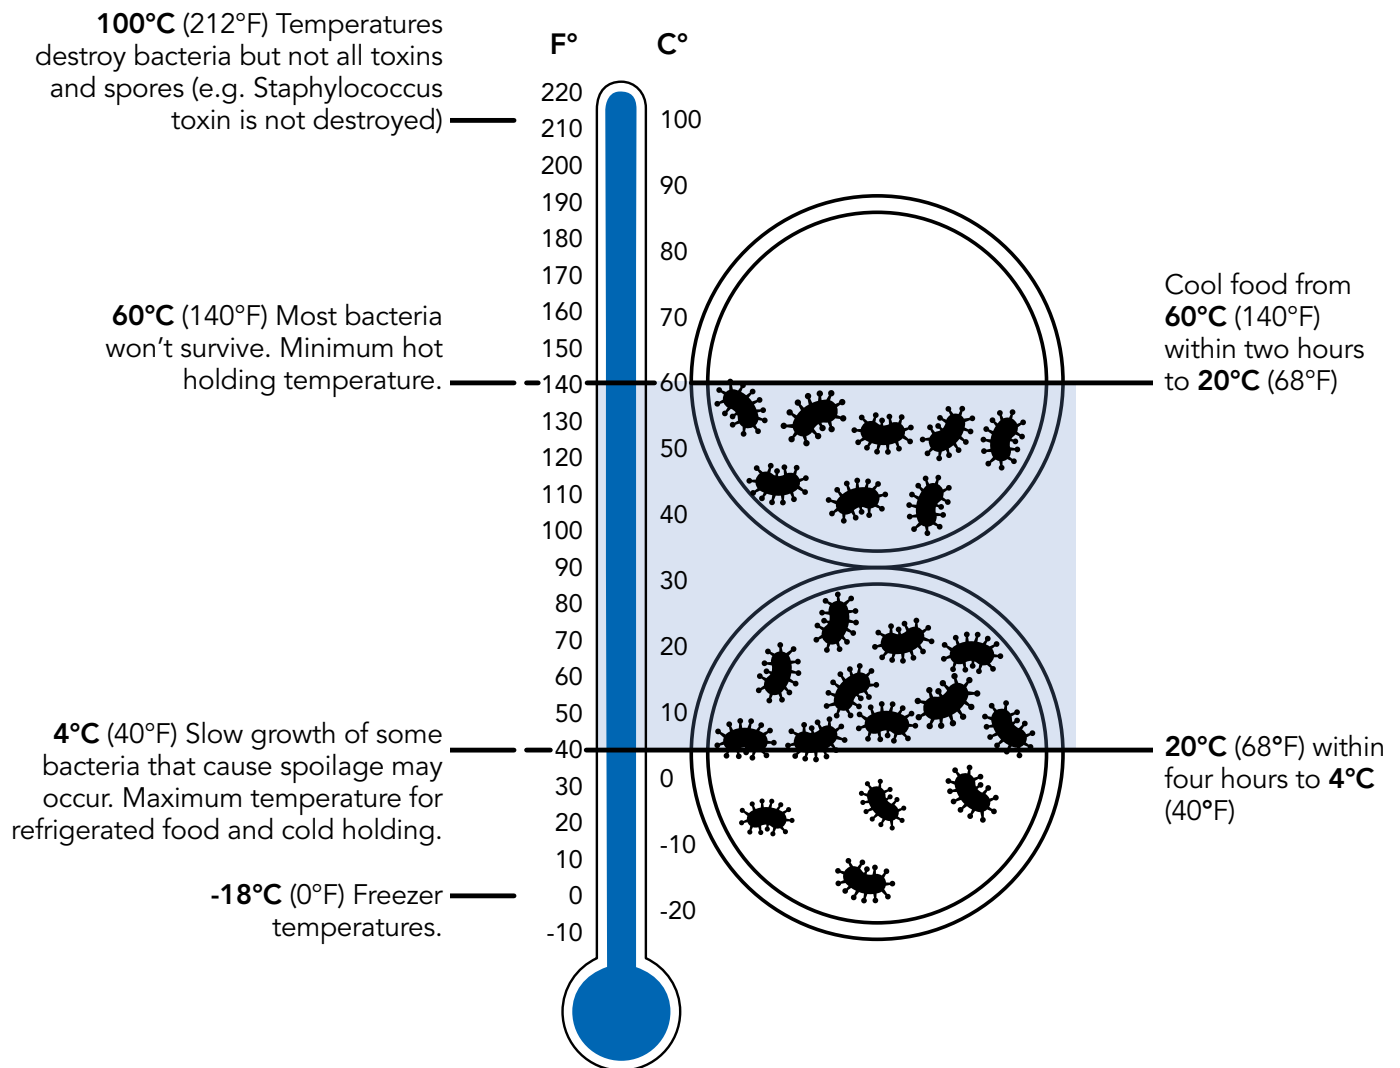 100°C (212°F) Temperatures
destroy bacteria but not all toxins
and spores (e.g. Staphylococcus
toxin is not destroyed)
60°C (140°F) Most bacteria
won't survive. Minimum hot
holding temperature.
4°C (40°F) Slow growth of some
bacteria that cause spoilage may
occur. Maximum temperature for
refrigerated food and cold holding.
-18°C (0°F) Freezer
temperatures.
F°
220
210
200
190
180
170
160
150
140
130
120
110
100
90
80
70
60
50
40
30
20
10
0
-10
C°
100
90
80
70
60
50
40
30
20
10
0
-10
-20
Cool food from
60°C (140°F)
within two hours
to 20°C (68°F)
20°C (68°F) within
four hours to 4°C
(40°F)